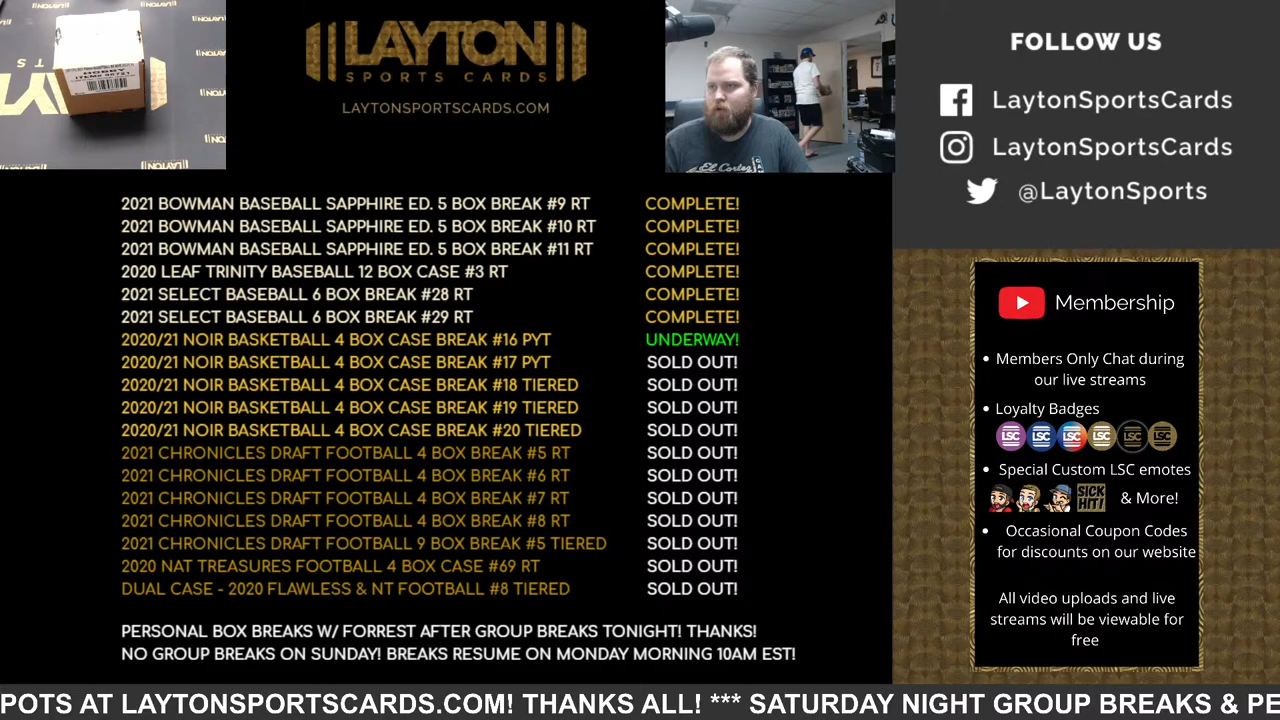 HOBBY
LAYTON
SPORTS CARDS
LAYTONSPORTSCARDS.COM
El Cortez
FOLLOW US
LaytonSportsCards
LaytonSportsCards
@LaytonSports
2021 BOWMAN BASEBALL SAPPHIRE ED. 5 BOX BREAK #9 RT COMPLETE!
2021 BOWMAN BASEBALL SAPPHIRE ED. 5 BOX BREAK #10 RT COMPLETE!
2021 BOWMAN BASEBALL SAPPHIRE ED. 5 BOX BREAK #11 RT COMPLETE!
2020 LEAF TRINITY BASEBALL 12 BOX CASE #3 RT COMPLETE!
2021 SELECT BASEBALL 6 BOX BREAK #28 RT COMPLETE!
2021 SELECT BASEBALL 6 BOX BREAK #29 RT COMPLETE!
2020/21 NOIR BASKETBALL 4 BOX CASE BREAK #16 PYT UNDERWAY!
2020/21 NOIR BASKETBALL 4 BOX CASE BREAK #17 PYT SOLD OUT!
2020/21 NOIR BASKETBALL 4 BOX CASE BREAK #18 TIERED SOLD OUT!
2020/21 NOIR BASKETBALL 4 BOX CASE BREAK #19 TIERED SOLD OUT!
2020/21 NOIR BASKETBALL 4 BOX CASE BREAK #20 TIERED SOLD OUT!
2021 CHRONICLES DRAFT FOOTBALL 4 BOX BREAK #5 RT SOLD OUT!
2021 CHRONICLES DRAFT FOOTBALL 4 BOX BREAK #6 RT SOLD OUT!
2021 CHRONICLES DRAFT FOOTBALL 4 BOX BREAK #7 RT SOLD OUT!
2021 CHRONICLES DRAFT FOOTBALL 4 BOX BREAK #8 RT SOLD OUT!
2021 CHRONICLES DRAFT FOOTBALL 9 BOX BREAK #5 TIERED SOLD OUT!
2020 NAT TREASURES FOOTBALL 4 BOX CASE #69 RT SOLD OUT!
DUAL CASE - 2020 FLAWLESS & NT FOOTBALL #8 TIERED SOLD OUT!
PERSONAL BOX BREAKS W/ FORREST AFTER GROUP BREAKS TONIGHT! THANKS!
NO GROUP BREAKS ON SUNDAY! BREAKS RESUME ON MONDAY MORNING 10AM EST!
Membership
• Members Only Chat during
our live streams
• Loyalty Badges
LSC LSC LSC LSC LSC LSC
• Special Custom LSC emotes
SICK HIT! & More!
• Occasional Coupon Codes
for discounts on our website
All video uploads and live
streams will be viewable for
free
POTS AT LAYTONSPORTSCARDS.COM! THANKS ALL! *** SATURDAY NIGHT GROUP BREAKS & PE